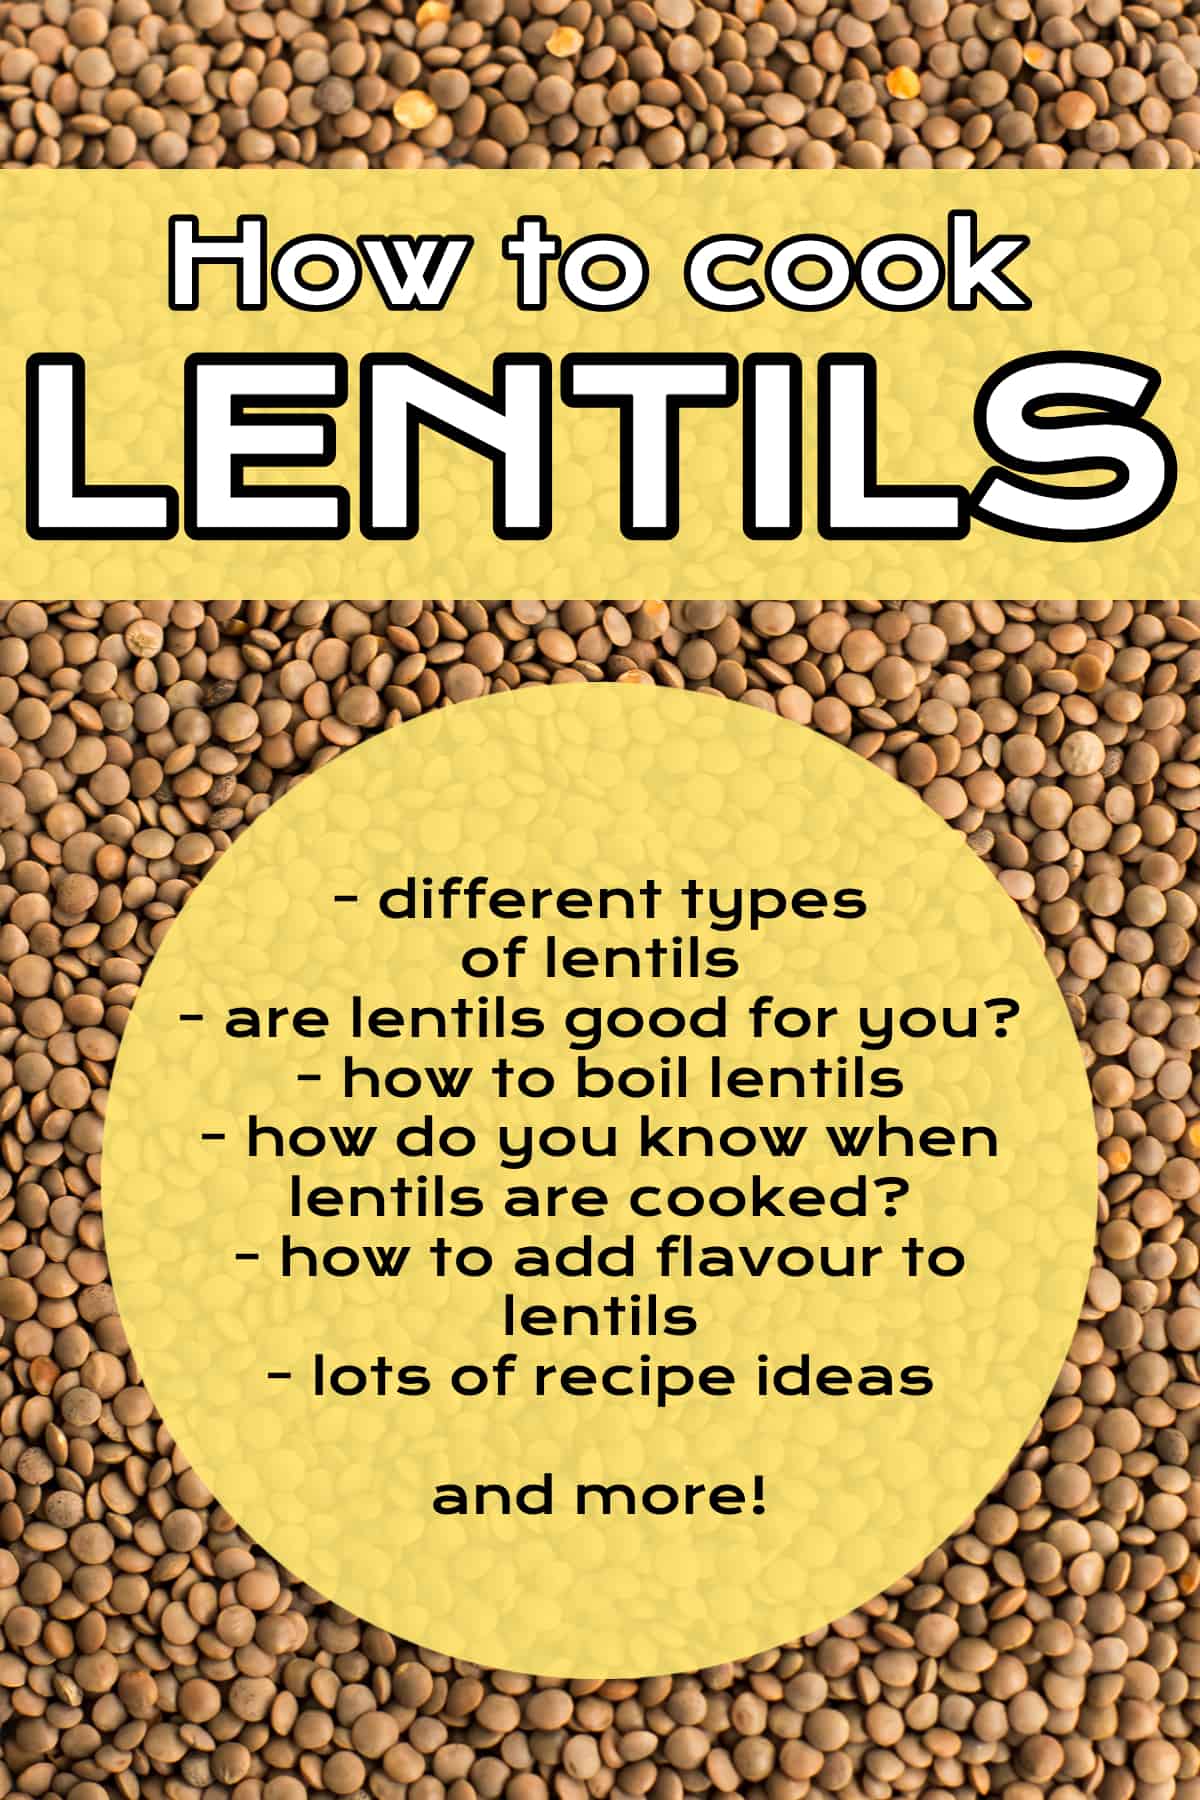 How to cook
LENTILS
- different types
of lentils
- are lentils good for you?
- how to boil lentils
- how do you know when
lentils are cooked?
- how to add flavour to
lentils
- lots of recipe ideas
and more!